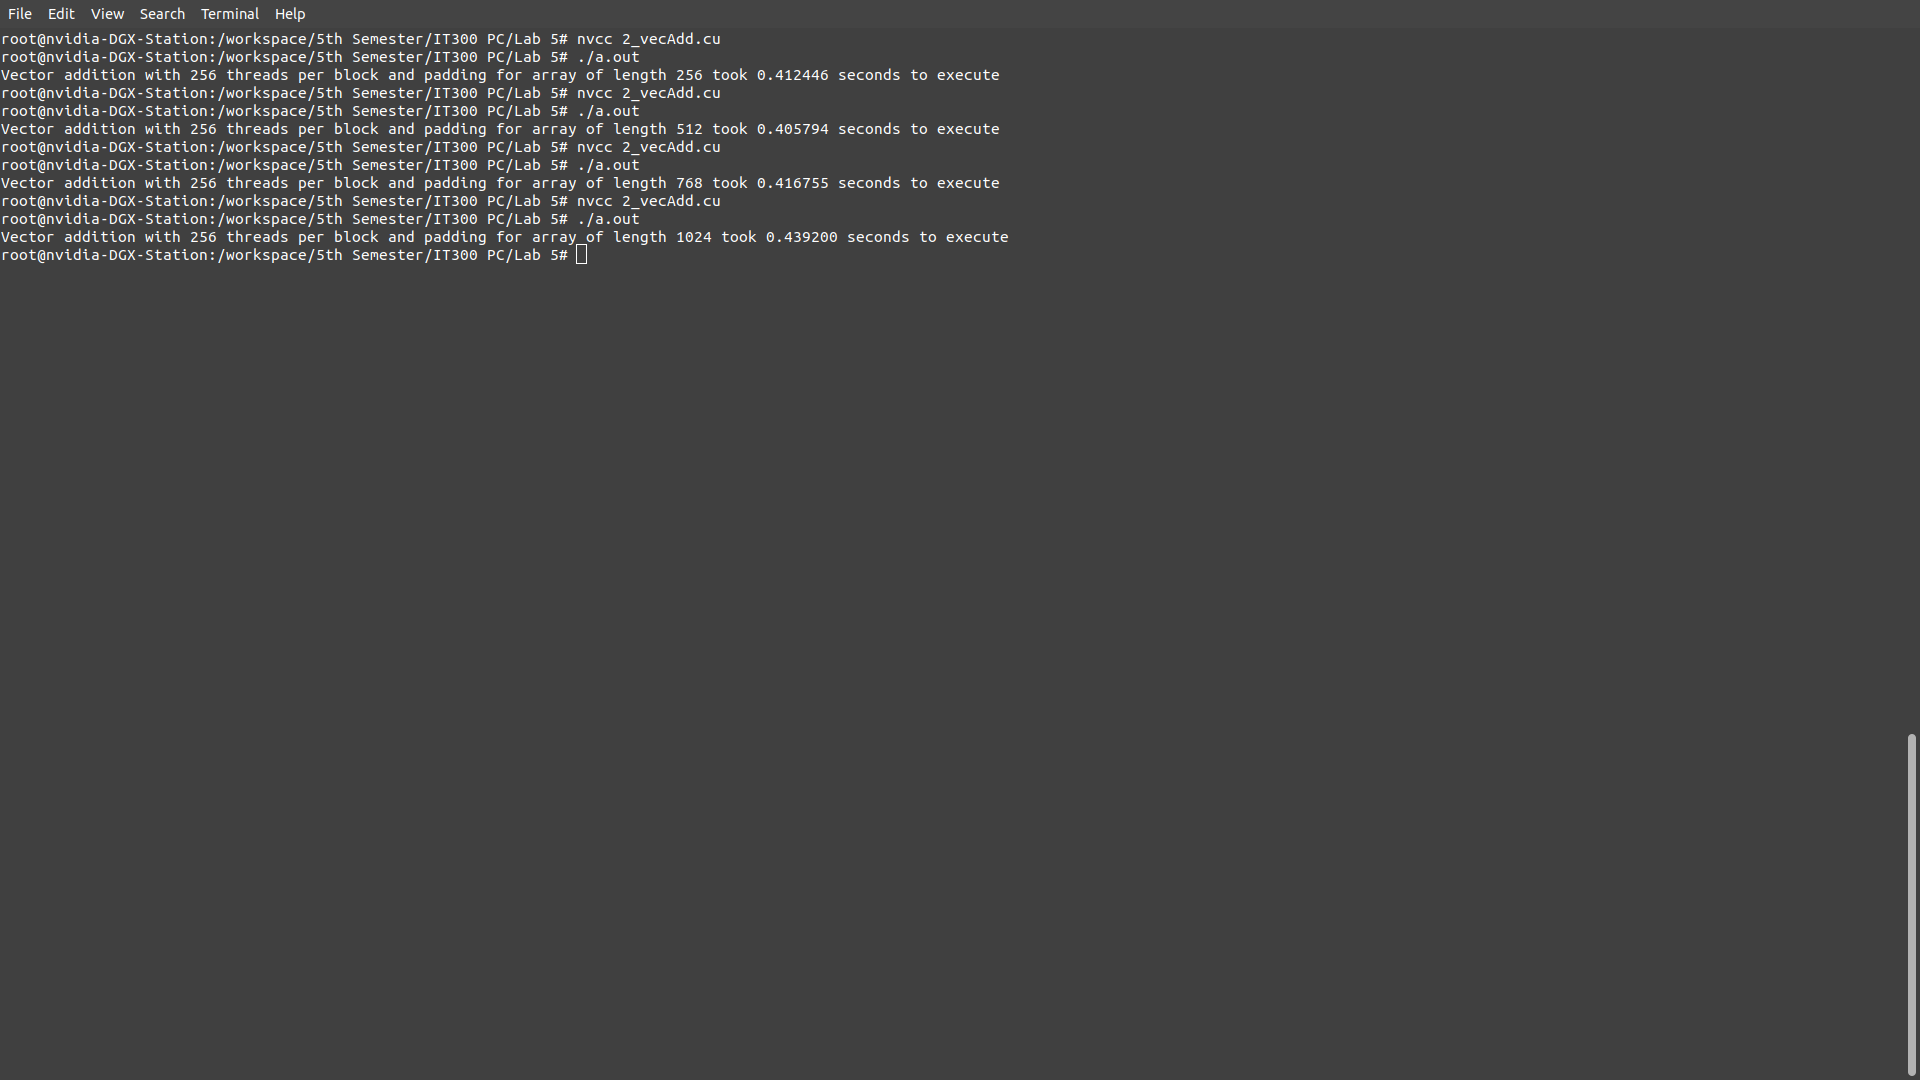 File Edit View Search Terminal Help
root@nvidia-DGX-Station:/workspace/5th Semester/IT300 PC/Lab 5# nvcc 2_vecAdd.cu
root@nvidia-DGX-Station:/workspace/5th Semester/IT300 PC/Lab 5# ./a.out
Vector addition with 256 threads per block and padding for array of length 256 took 0.412446 seconds to execute
root@nvidia-DGX-Station:/workspace/5th Semester/IT300 PC/Lab 5# nvcc 2_vecAdd.cu
root@nvidia-DGX-Station:/workspace/5th Semester/IT300 PC/Lab 5# ./a.out
Vector addition with 256 threads per block and padding for array of length 512 took 0.405794 seconds to execute
root@nvidia-DGX-Station:/workspace/5th Semester/IT300 PC/Lab 5# nvcc 2_vecAdd.cu
root@nvidia-DGX-Station:/workspace/5th Semester/IT300 PC/Lab 5# ./a.out
Vector addition with 256 threads per block and padding for array of length 768 took 0.416755 seconds to execute
root@nvidia-DGX-Station:/workspace/5th Semester/IT300 PC/Lab 5# nvcc 2_vecAdd.cu
root@nvidia-DGX-Station:/workspace/5th Semester/IT300 PC/Lab 5# ./a.out
Vector addition with 256 threads per block and padding for array of length 1024 took 0.439200 seconds to execute
root@nvidia-DGX-Station:/workspace/5th Semester/IT300 PC/Lab 5#